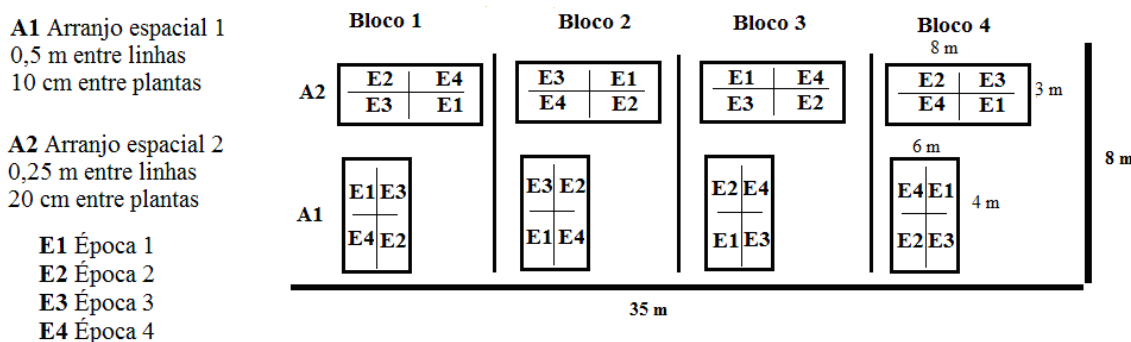 A1 Arranjo espacial 1
0,5 m entre linhas
10 cm entre plantas
A2 Arranjo espacial 2
0,25 m entre linhas
20 cm entre plantas
E1 Época 1
E2 Época 2
E3 Época 3
E4 Época 4
Bloco 1 Bloco 2 Bloco 3 Bloco 4
8 m
A2 E2 E4 E3 E1 E1 E4 E2 E3
E3 E1 E4 E2 E3 E2 E4 E1
3 m
6 m
8 m
A1 E1 E3 E3 E2 E2 E4 E4 E1
E4 E2 E1 E4 E1 E3 E2 E3
4 m
35 m